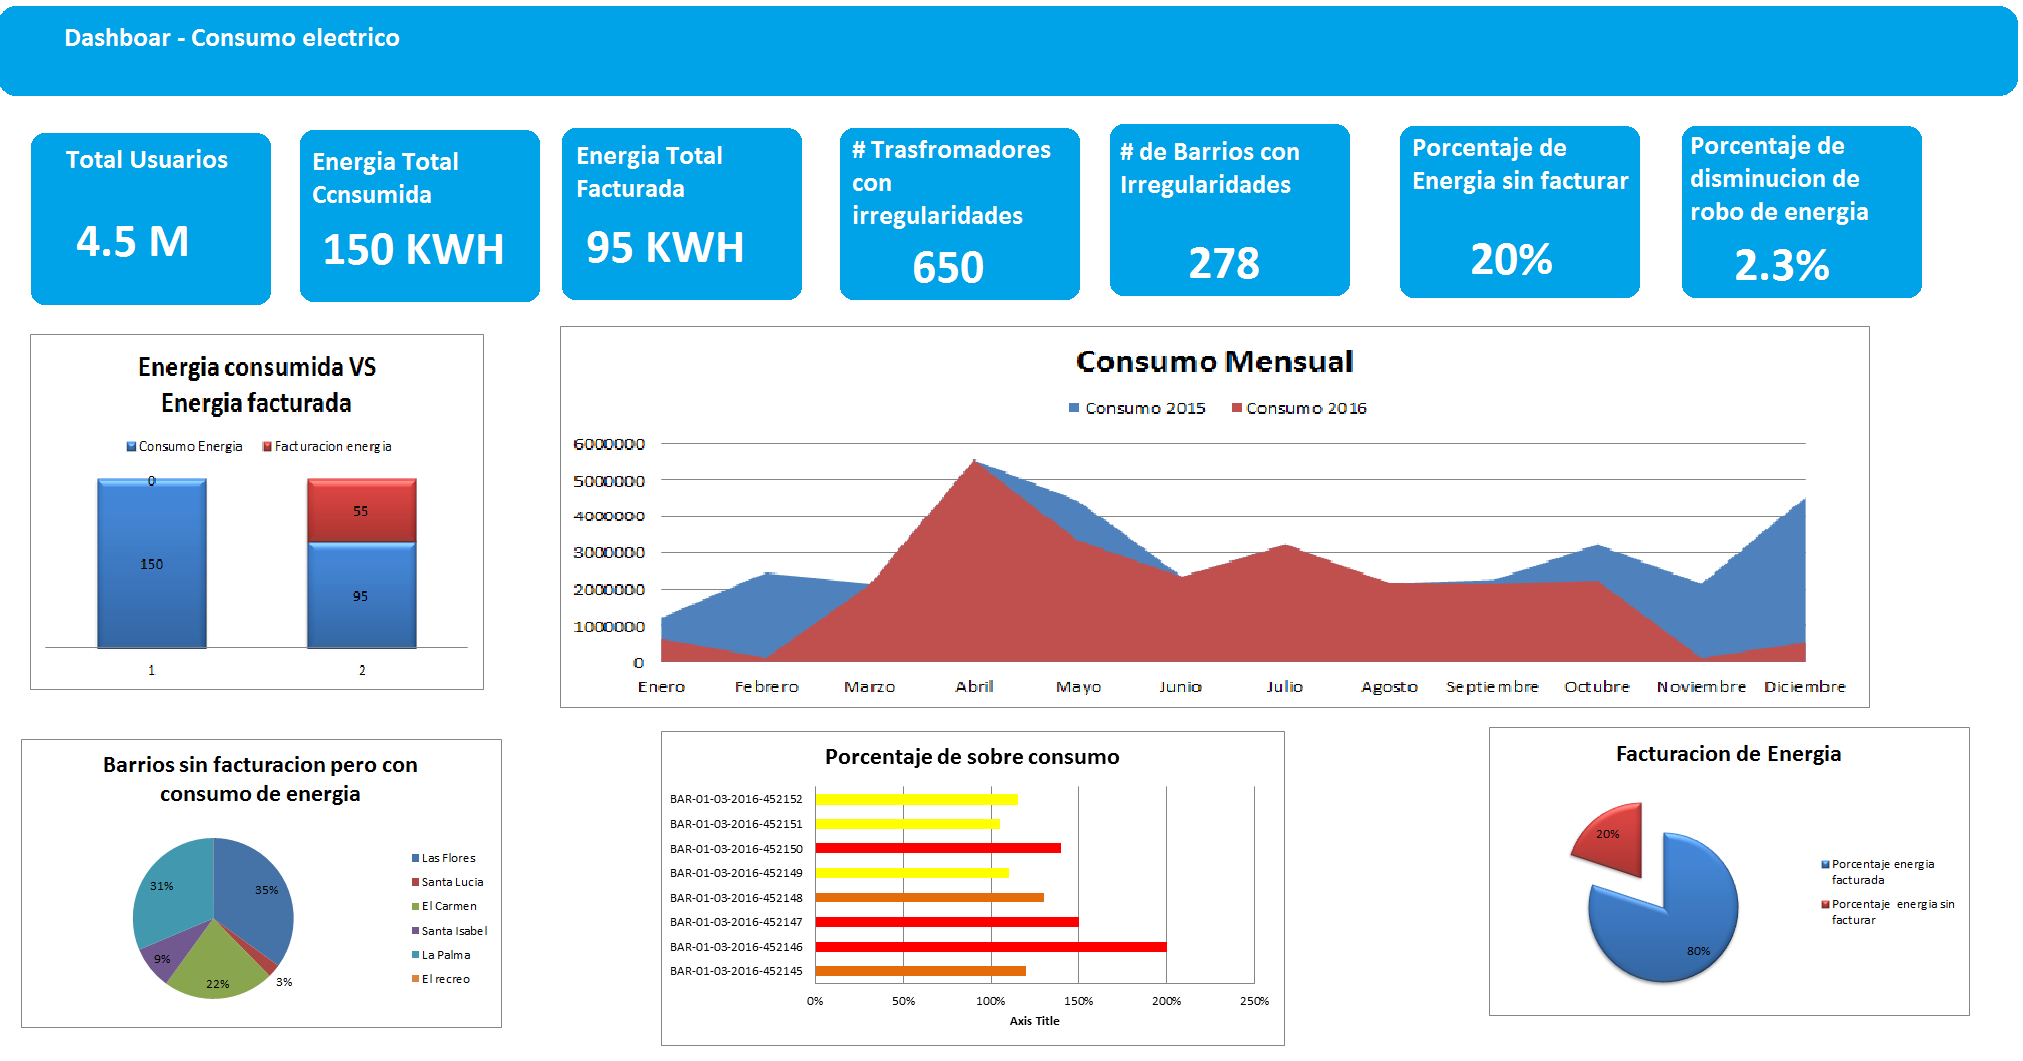 Dashboar - Consumo electrico
Total Usuarios
4.5 M
Energia Total
Ccnsumida
150 KWH
Energia Total
Facturada
95 KWH
# Trasfromadores
con
irregularidades
650
# de Barrios con
Irregularidades
278
Porcentaje de
Energia sin facturar
20%
Porcentaje de
disminucion de
robo de energia
2.3%
Energia consumida VS
Energia facturada
Consumo Energia
Facturacion energia
0
150
55
95
1
2
Consumo Mensual
Consumo 2015
Consumo 2016
6000000
5000000
4000000
3000000
2000000
1000000
0
Enero
Febrero
Marzo
Abril
Mayo
Junio
Julio
Agosto
Septiembre
Octubre
Noviembre
Diciembre
Barrios sin facturacion pero con
consumo de energia
35%
3%
22%
9%
31%
Las Flores
Santa Lucia
El Carmen
Santa Isabel
La Palma
El recreo
Porcentaje de sobre consumo
BAR-01-03-2016-452152
BAR-01-03-2016-452151
BAR-01-03-2016-452150
BAR-01-03-2016-452149
BAR-01-03-2016-452148
BAR-01-03-2016-452147
BAR-01-03-2016-452146
BAR-01-03-2016-452145
0%
50%
100%
150%
200%
250%
Axis Title
Facturacion de Energia
20%
80%
Porcentaje energia
facturada
Porcentaje energia sin
facturar